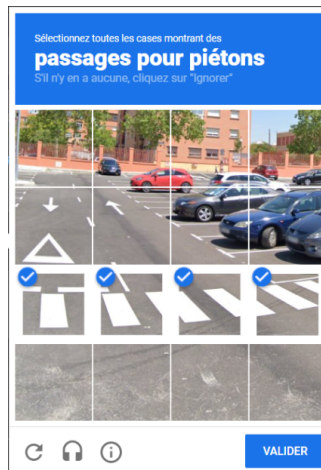 Sélectionnez toutes les cases montrant des
passages pour piétons
S'il n'y en a aucune, cliquez sur "Ignorer"
VALIDER